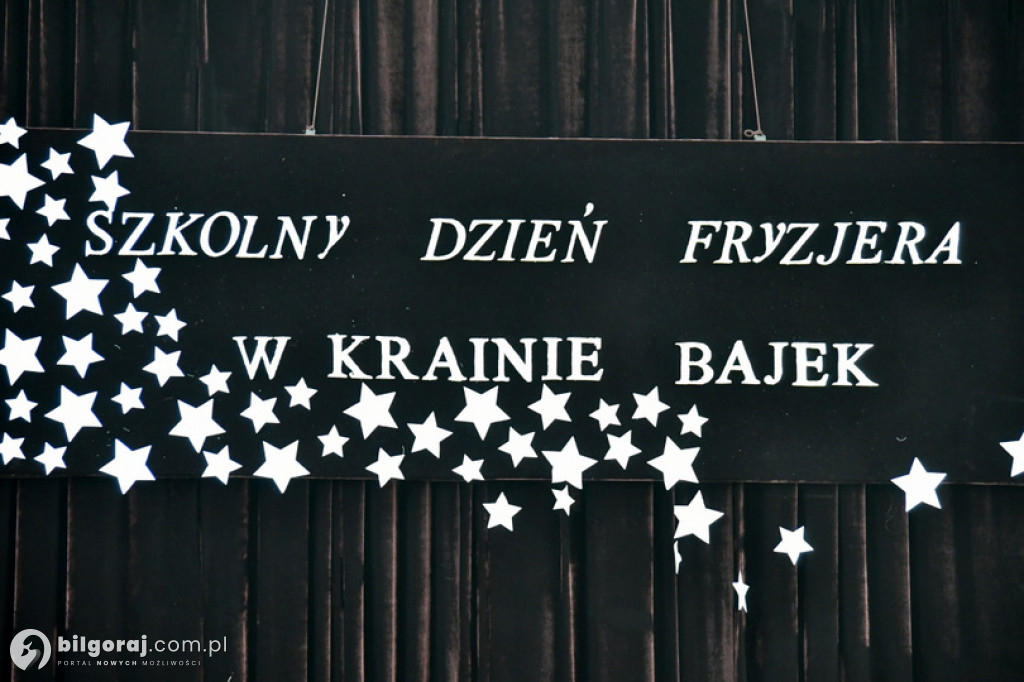 SZKOLNY DZIEŃ FRYZJERA
W KRAINIE BAJEK
bilgoraj.com.pl
PORTAL NOWYCH MOŻLIWOŚCI